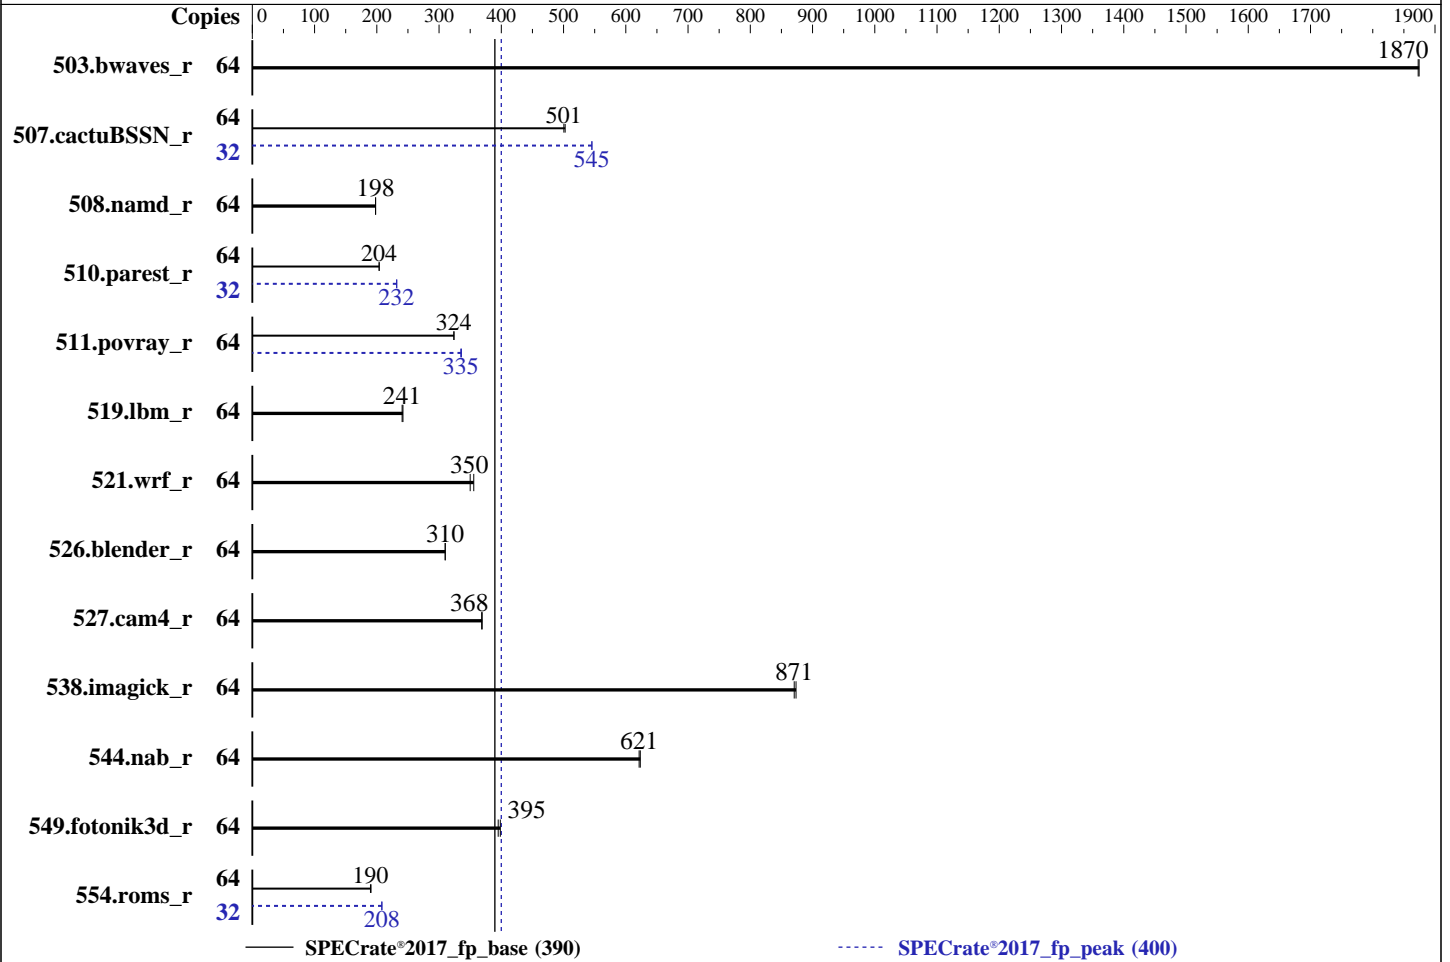 Copies 0 100 200 300 400 500 600 700 800 900 1000 1100 1200 1300 1400 1500 1600 1700 1900
503.bwaves_r 64 1870
507.cactuBSSN_r 64 501
32 545
508.namd_r 64 198
510.parest_r 64 204
32 232
511.povray_r 64 324
335
519.lbm_r 64 241
521.wrf_r 64 350
526.blender_r 64 310
527.cam4_r 64 368
538.imagick_r 64 871
544.nab_r 64 621
549.fotonik3d_r 64 395
554.roms_r 64 190
32 208
SPECrate®2017_fp_base (390) SPECrate®2017_fp_peak (400)